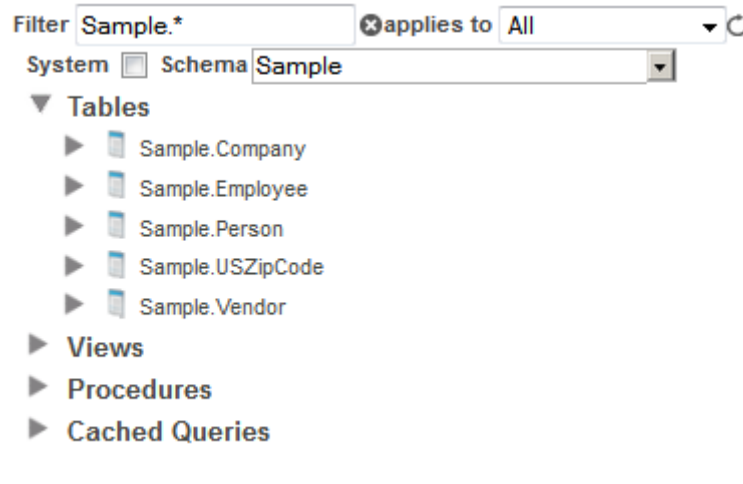 Filter Sample.* applies to All
System Schema Sample
Tables
Sample.Company
Sample.Employee
Sample.Person
Sample.USZipCode
Sample.Vendor
Views
Procedures
Cached Queries